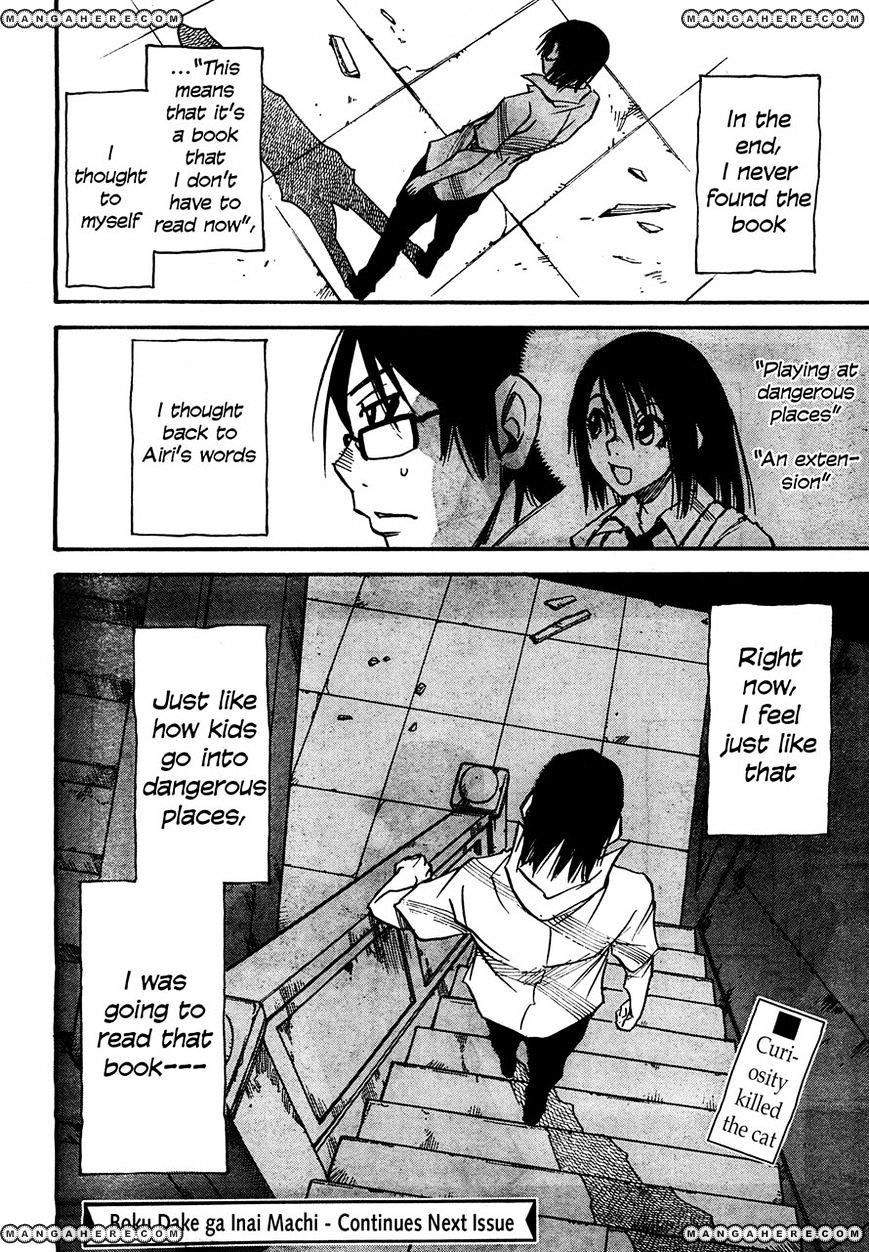 MANGAHERE.COM
MANGAHERE.COM
In the
end,
I never
found the
book
..."This
means
that it's
a book
that
I don't
have to
read now",
I
thought
to
myself
"Playing at
dangerous
places"
"An exten-
sion"
I thought
back to
Airi's words
Right
now,
I feel
just like
that
Just like
how kids
go into
dangerous
places,
I was
going to
read that
book---
Curi-
osity
killed
the cat
Boku Dake ga Inai Machi - Continues Next Issue
MANGAHERE.COM
MANGAHERE.COM